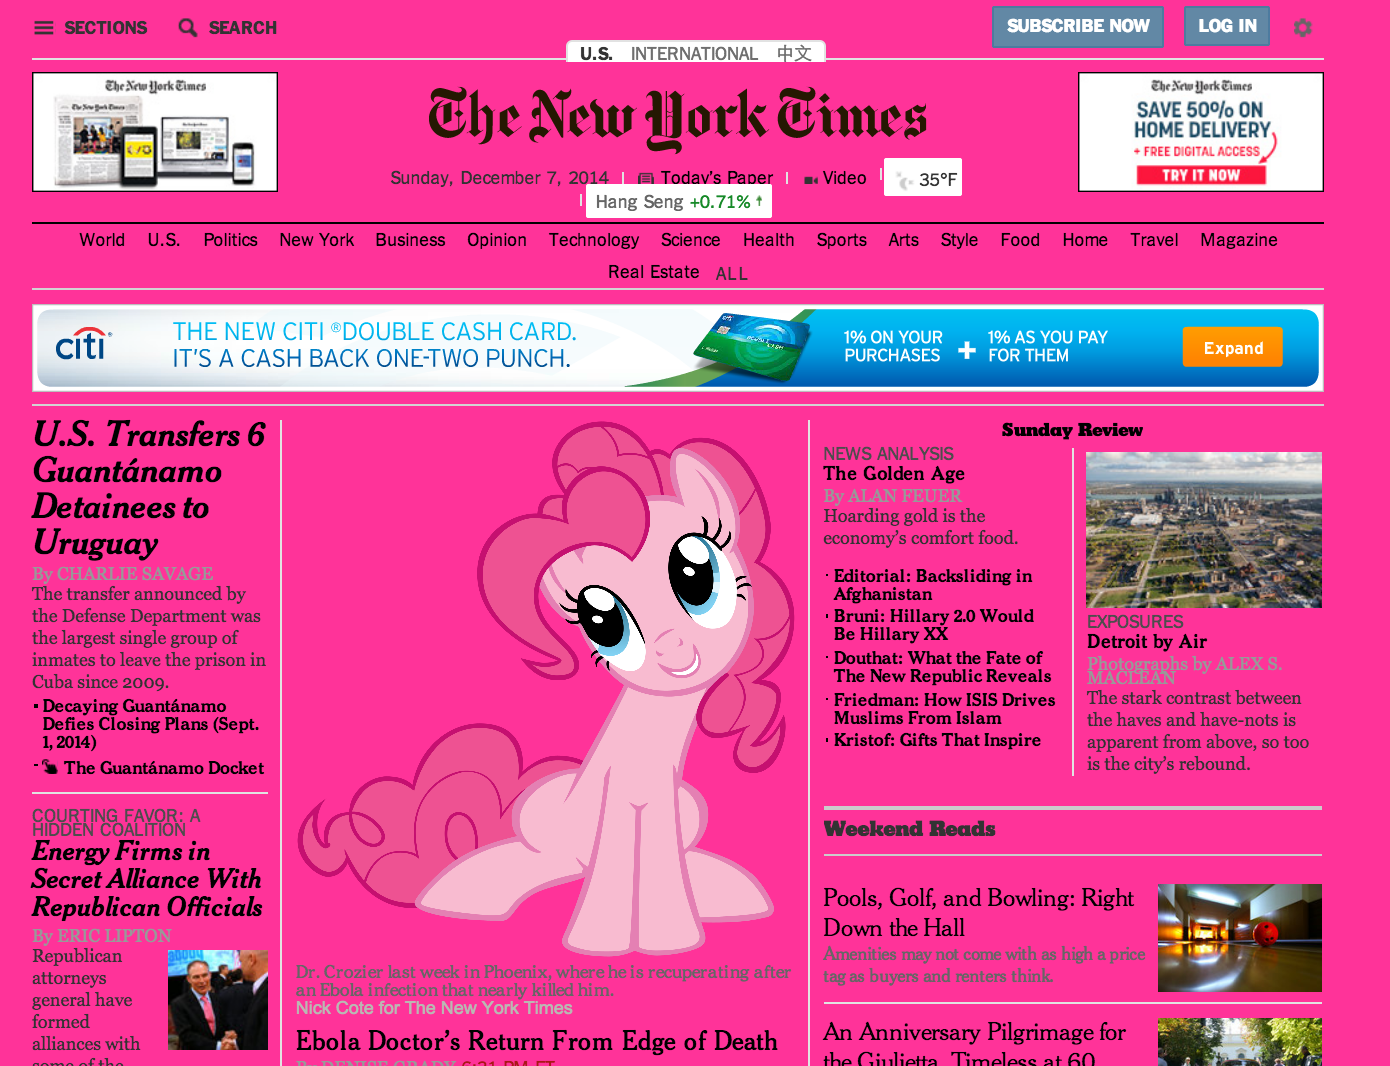 SECTIONS SEARCH
SUBSCRIBE NOW LOG IN
U.S. INTERNATIONAL 中文
The New York Times
The New York Times
The New York Times
The New York Times
SAVE 50% ON
HOME DELIVERY
+ FREE DIGITAL ACCESS
TRY IT NOW
Sunday, December 7, 2014 Today's Paper Video 35°F
Hang Seng +0.71% ↑
World U.S. Politics New York Business Opinion Technology Science Health Sports Arts Style Food Home Travel Magazine
Real Estate ALL
citi®
THE NEW CITI ®DOUBLE CASH CARD.
IT'S A CASH BACK ONE-TWO PUNCH.
1% ON YOUR
PURCHASES
+
1% AS YOU PAY
FOR THEM
Expand
U.S. Transfers 6
Guantánamo
Detainees to
Uruguay
By CHARLIE SAVAGE
The transfer announced by
the Defense Department was
the largest single group of
inmates to leave the prison in
Cuba since 2009.
Decaying Guantánamo
Defies Closing Plans (Sept.
1, 2014)
The Guantánamo Docket
COURTING FAVOR: A
HIDDEN COALITION
Energy Firms in
Secret Alliance With
Republican Officials
By ERIC LIPTON
Republican
attorneys
general have
formed
alliances with
some of the
Dr. Crozier last week in Phoenix, where he is recuperating after
an Ebola infection that nearly killed him.
Nick Cote for The New York Times
Ebola Doctor's Return From Edge of Death
By DENISE GRADY 6:21 PM ET
Sunday Review
NEWS ANALYSIS
The Golden Age
By ALAN FEUER
Hoarding gold is the
economy's comfort food.
Editorial: Backsliding in
Afghanistan
Bruni: Hillary 2.0 Would
Be Hillary XX
Douthat: What the Fate of
The New Republic Reveals
Friedman: How ISIS Drives
Muslims From Islam
Kristof: Gifts That Inspire
EXPOSURES
Detroit by Air
Photographs by ALEX S.
MACLEAN
The stark contrast between
the haves and have-nots is
apparent from above, so too
is the city's rebound.
Weekend Reads
Pools, Golf, and Bowling: Right
Down the Hall
Amenities may not come with as high a price
tag as buyers and renters think.
An Anniversary Pilgrimage for
the Giulietta, Timeless at 60